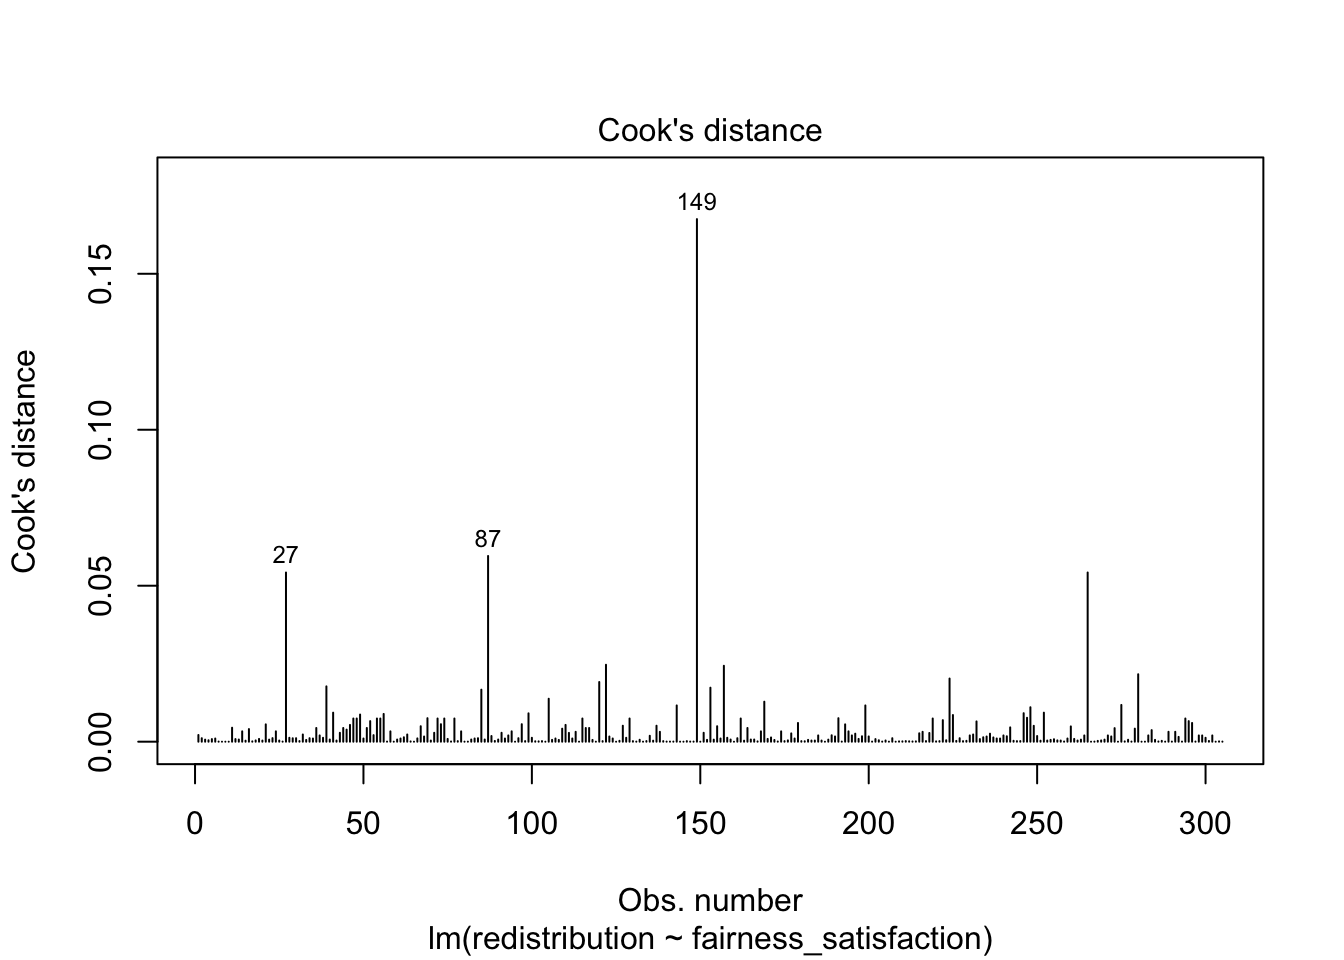 Cook's distance
149
87
27
Cook's distance
0.15
0.10
0.05
0.00
0 50 100 150 200 250 300
Obs. number
lm(redistribution ~ fairness_satisfaction)